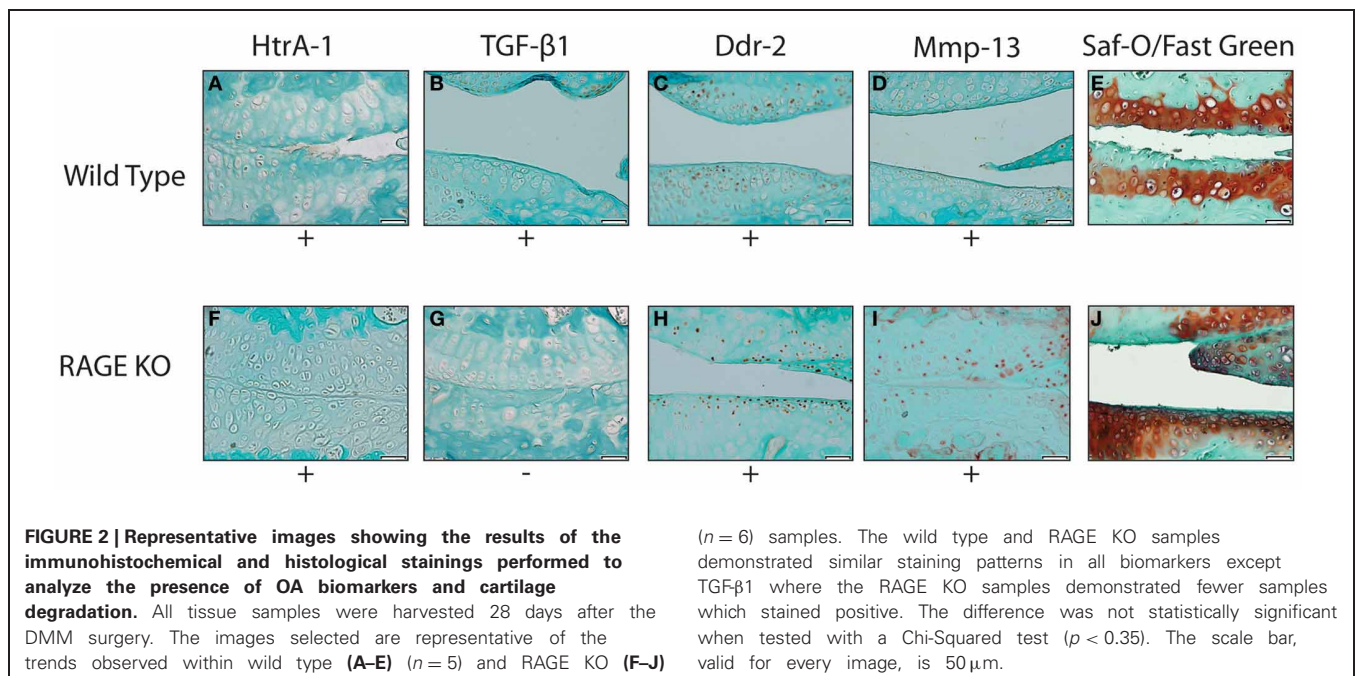 HtrA-1 TGF-β1 Ddr-2 Mmp-13 Saf-O/Fast Green
Wild Type
A B C D E
+ + + +
RAGE KO
F G H I J
+ - + +
FIGURE 2 | Representative images showing the results of the
immunohistochemical and histological stainings performed to
analyze the presence of OA biomarkers and cartilage
degradation. All tissue samples were harvested 28 days after the
DMM surgery. The images selected are representative of the
trends observed within wild type (A–E) (n = 5) and RAGE KO (F–J)
(n = 6) samples. The wild type and RAGE KO samples
demonstrated similar staining patterns in all biomarkers except
TGF-β1 where the RAGE KO samples demonstrated fewer samples
which stained positive. The difference was not statistically significant
when tested with a Chi-Squared test (p < 0.35). The scale bar,
valid for every image, is 50 μm.